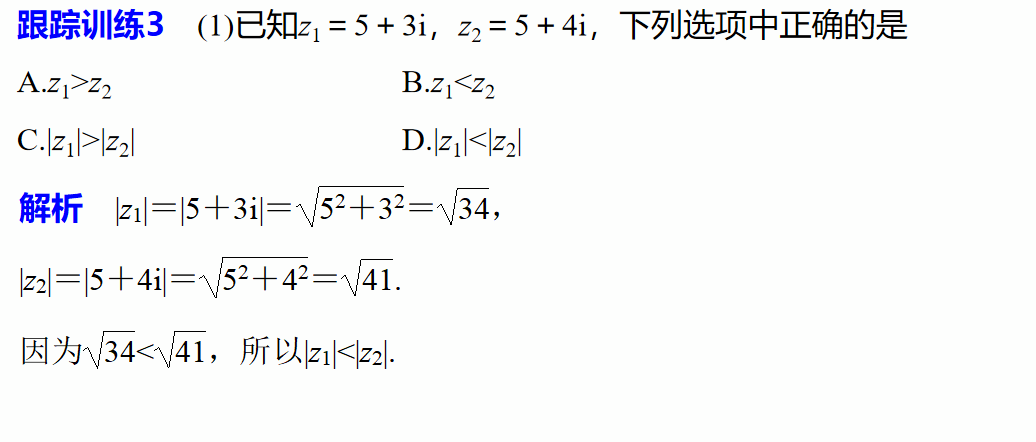 跟踪训练3 (1)已知z₁=5+3i，z₂=5+4i，下列选项中正确的是
A.z₁>z₂ B.z₁<z₂
C.|z₁|>|z₂| D.|z₁|<|z₂|
解析 |z₁|=|5+3i|=√(5²+3²)=√34，
|z₂|=|5+4i|=√(5²+4²)=√41.
因为√34<√41，所以|z₁|<|z₂|.